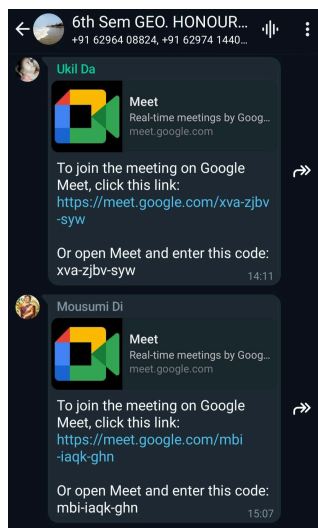 6th Sem GEO. HONOUR...
+91 62964 08824, +91 62974 1440...
Ukil Da
Meet
Real-time meetings by Goog...
meet.google.com
To join the meeting on Google
Meet, click this link:
https://meet.google.com/xva-zjbv
-syw
Or open Meet and enter this code:
xva-zjbv-syw
14:11
Mousumi Di
Meet
Real-time meetings by Goog...
meet.google.com
To join the meeting on Google
Meet, click this link:
https://meet.google.com/mbi
-iaqk-ghn
Or open Meet and enter this code:
mbi-iaqk-ghn
15:07